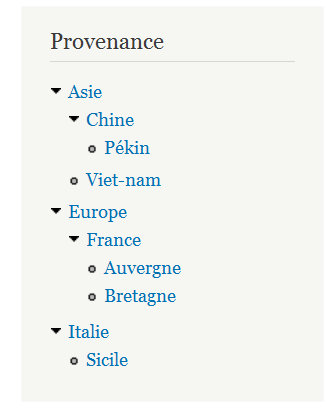 Provenance
Asie
Chine
Pékin
Viet-nam
Europe
France
Auvergne
Bretagne
Italie
Sicile